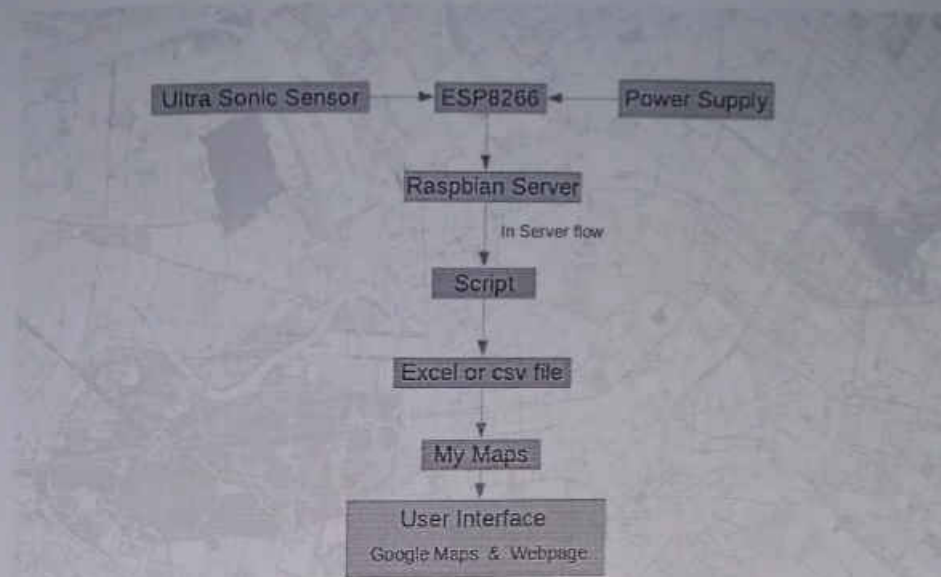 Ultra Sonic Sensor
ESP8266
Power Supply
Raspbian Server
In Server flow
Script
Excel or csv file
My Maps
User Interface
Google Maps & Webpage